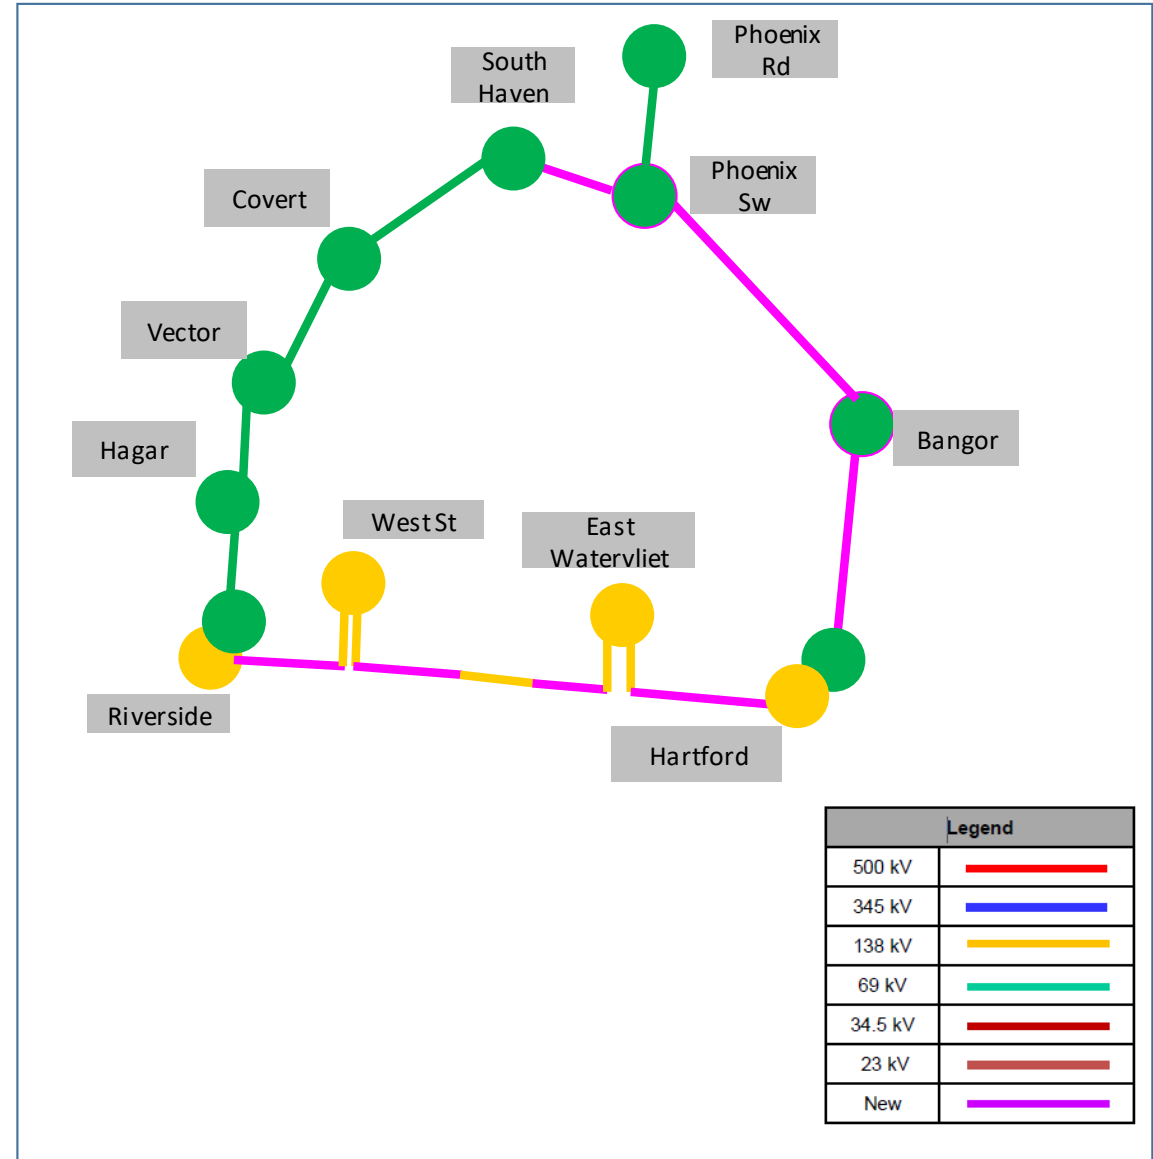 Phoenix
Rd
South
Haven
Phoenix
Sw
Covert
Vector
Bangor
Hagar
West St
East
Watervliet
Riverside
Hartford
Legend
500 kV
345 kV
138 kV
69 kV
34.5 kV
23 kV
New